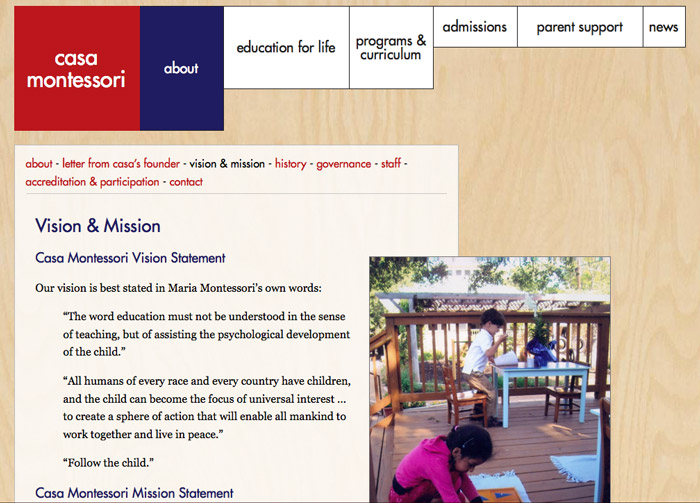 casa
montessori
about
education for life
programs &
curriculum
admissions
parent support
news
about - letter from casa's founder - vision & mission - history - governance - staff -
accreditation & participation - contact
Vision & Mission
Casa Montessori Vision Statement
Our vision is best stated in Maria Montessori's own words:
“The word education must not be understood in the sense
of teaching, but of assisting the psychological development
of the child.”
“All humans of every race and every country have children,
and the child can become the focus of universal interest ...
to create a sphere of action that will enable all mankind to
work together and live in peace.”
“Follow the child.”
Casa Montessori Mission Statement